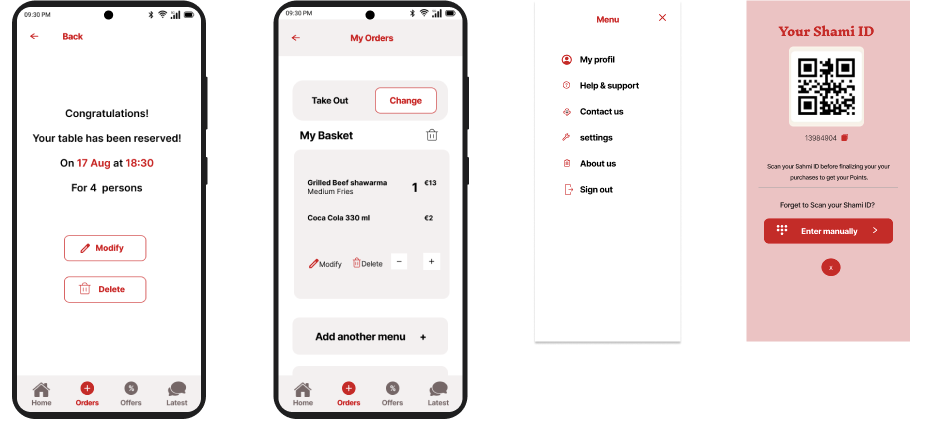 09:30 PM
Back
Congratulations!
Your table has been reserved!
On 17 Aug at 18:30
For 4 persons
Modify
Delete
Home
Orders
Offers
Latest
09:30 PM
My Orders
Take Out
Change
My Basket
Grilled Beef shawarma 1 €13
Medium Fries
Coca Cola 330 ml €2
Modify Delete − +
Add another menu +
Home
Orders
Offers
Latest
Menu
My profil
Help & support
Contact us
settings
About us
Sign out
Your Shami ID
13984904
Scan your Sahmi ID before finalizing your your
purchases to get your Points.
Forget to Scan your Shami ID?
Enter manually
x